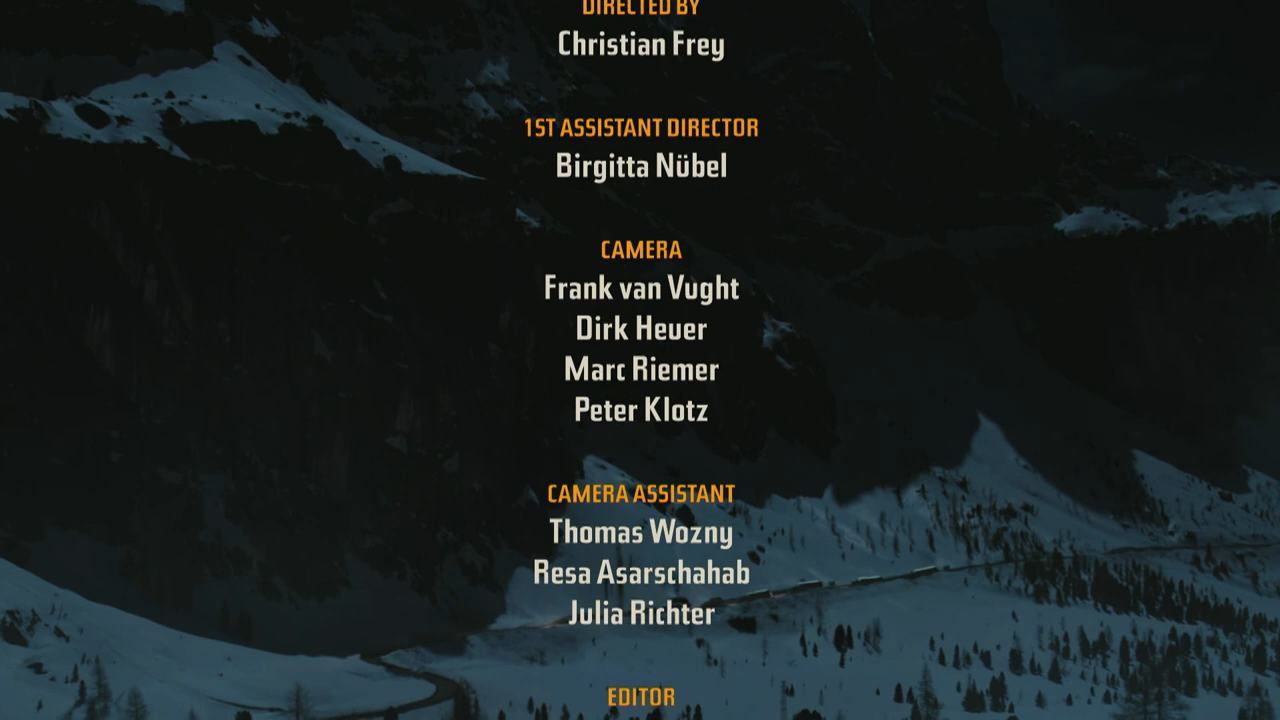 DIRECTED BY
Christian Frey
1ST ASSISTANT DIRECTOR
Birgitta Nübel
CAMERA
Frank van Vught
Dirk Heuer
Marc Riemer
Peter Klotz
CAMERA ASSISTANT
Thomas Wozny
Resa Asarschahab
Julia Richter
EDITOR